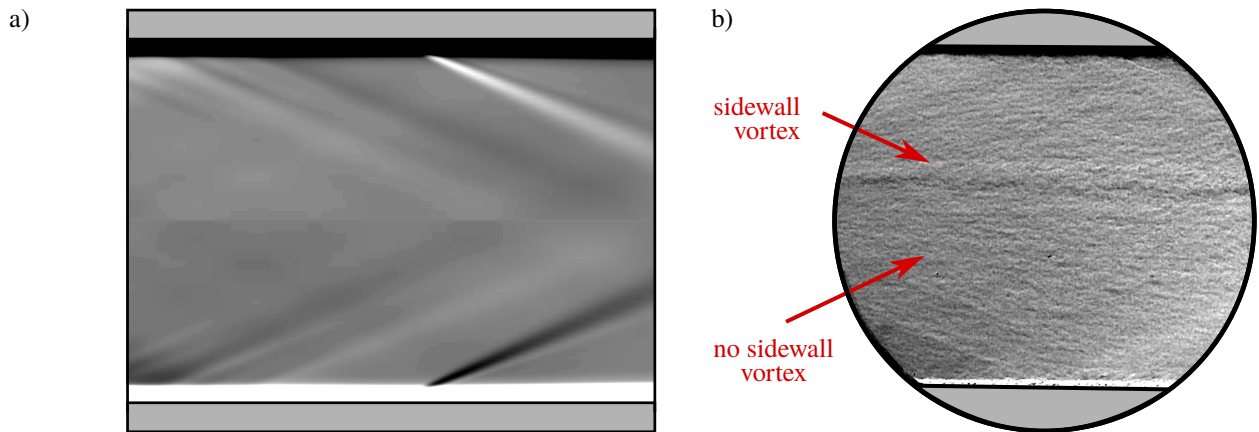 a)
b)
sidewall
vortex
no sidewall
vortex